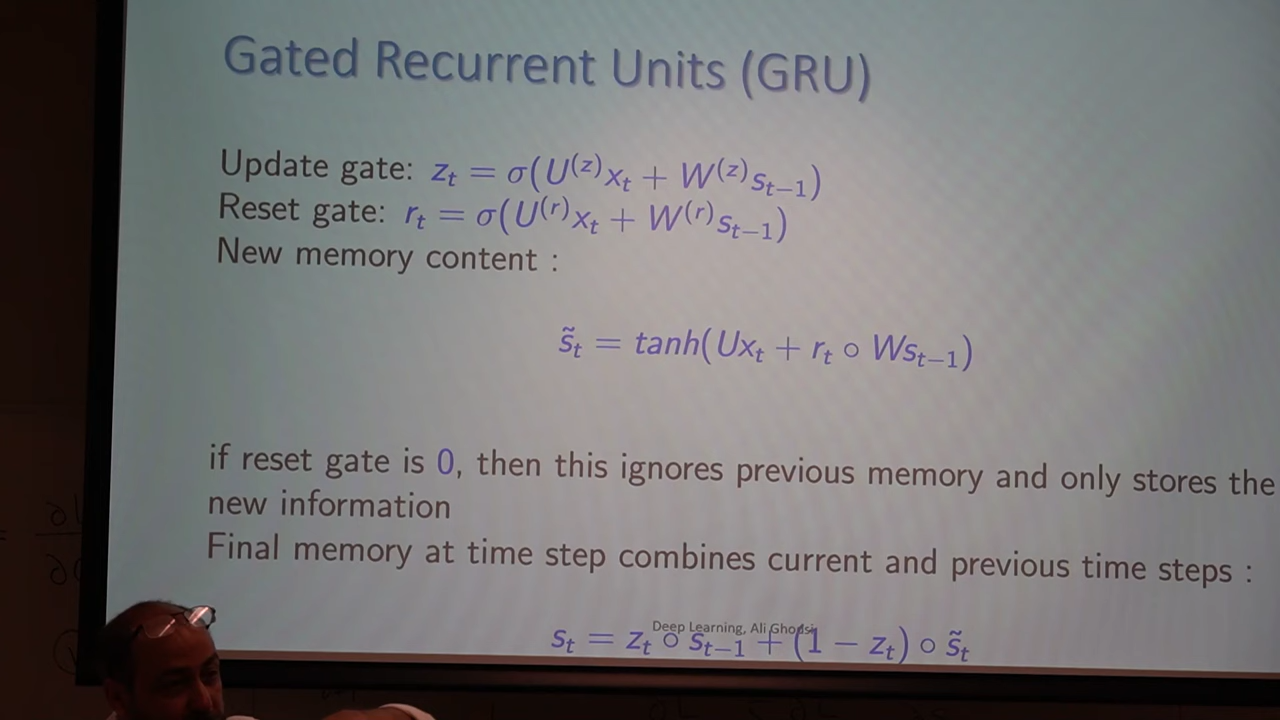 Gated Recurrent Units (GRU)
Update gate: z_t = σ(U^(z)x_t + W^(z)s_{t−1})
Reset gate: r_t = σ(U^(r)x_t + W^(r)s_{t−1})
New memory content :
s̃_t = tanh(Ux_t + r_t ∘ Ws_{t−1})
if reset gate is 0, then this ignores previous memory and only stores the
new information
Final memory at time step combines current and previous time steps :
Deep Learning, Ali Ghodsi
s_t = z_t ∘ s_{t−1} + (1 − z_t) ∘ s̃_t